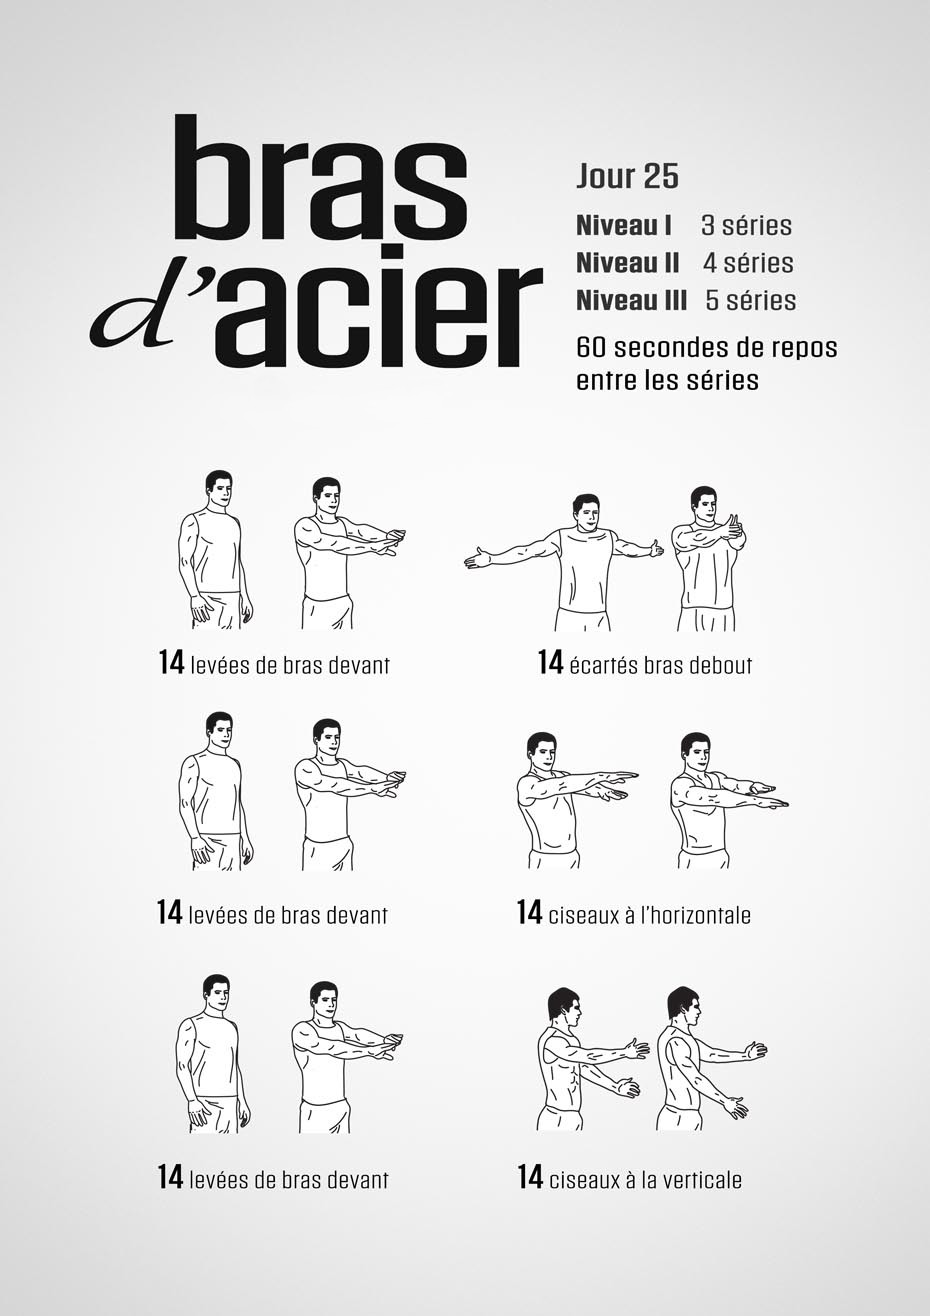 bras
d'acier
Jour 25
Niveau I 3 séries
Niveau II 4 séries
Niveau III 5 séries
60 secondes de repos
entre les séries
14 levées de bras devant
14 écartés bras debout
14 levées de bras devant
14 ciseaux à l'horizontale
14 levées de bras devant
14 ciseaux à la verticale